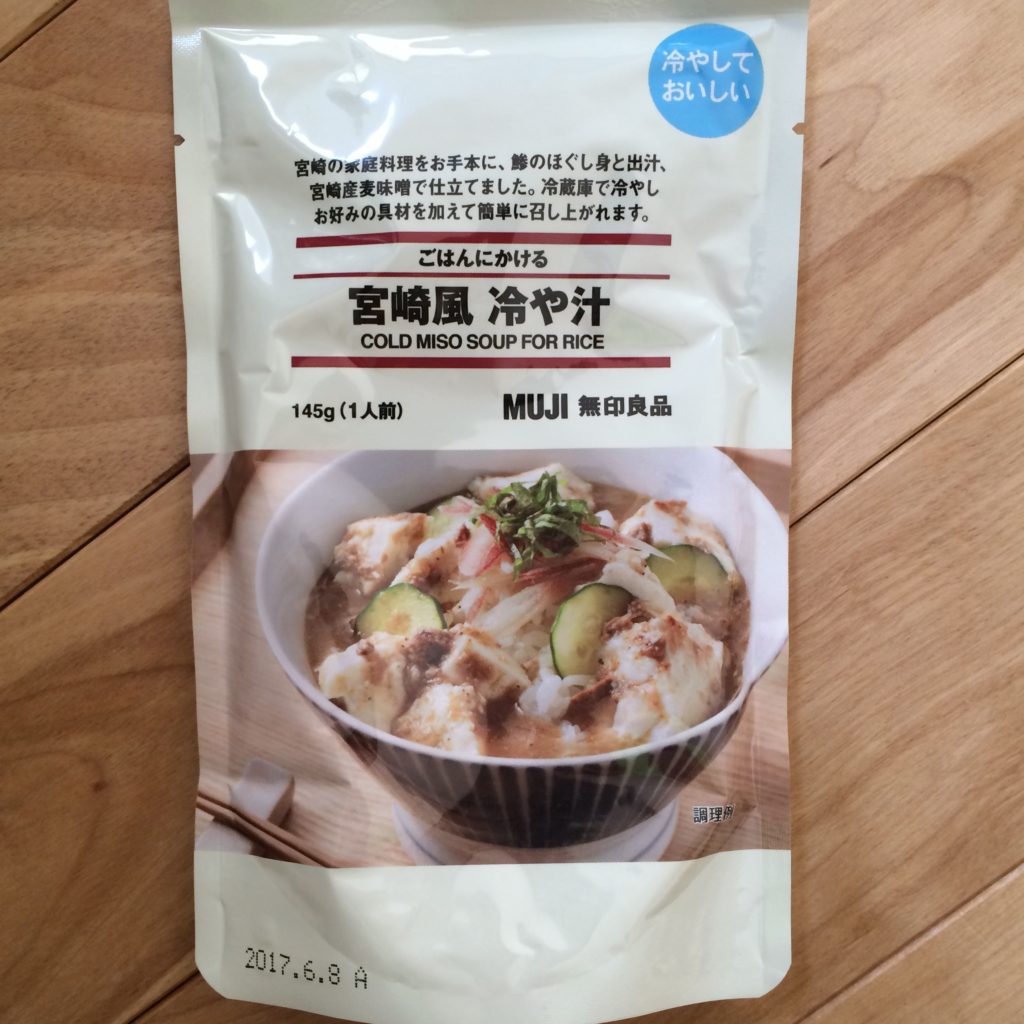 冷やして
おいしい
宮崎の家庭料理をお手本に、鯵のほぐし身と出汁、
宮崎産麦味噌で仕立てました。冷蔵庫で冷やし
お好みの具材を加えて簡単に召し上がれます。
ごはんにかける
宮崎風 冷や汁
COLD MISO SOUP FOR RICE
145g（1人前）
MUJI 無印良品
調理例
2017.6.8 A